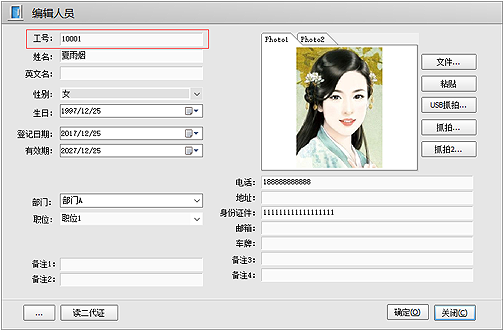 编辑人员
工号: 10001
姓名: 夏雨烟
英文名:
性别: 女
生日: 1997/12/25
登记日期: 2017/12/25
有效期: 2027/12/25
部门: 部门A
职位: 职位1
备注1:
备注2:
Photo1 Photo2
文件...
粘贴
USB抓拍...
抓拍...
抓拍2...
电话: 188888888888
地址:
身份证件: 111111111111111111
邮箱:
车牌:
备注3:
备注4:
... 读二代证
确定(O) 关闭(C)